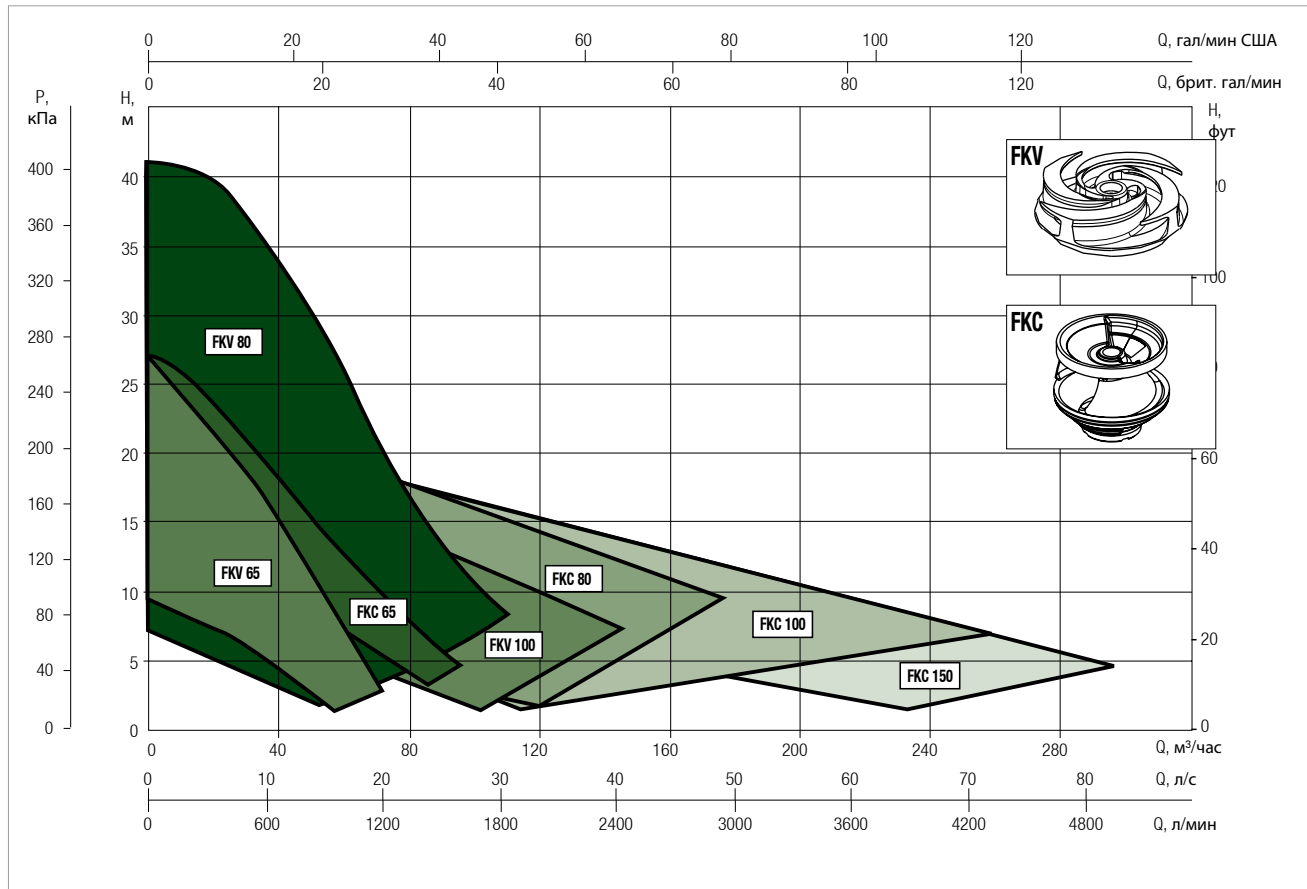 0 20 40 60 80 100 120 Q, гал/мин США
0 20 40 60 80 120 Q, брит. гал/мин
P, кПа
H, м
H, фут
400
360
320
280
240
200
160
120
80
40
0
40
35
30
25
20
15
10
5
0
100
60
40
20
0
FKV
FKC
FKV 80
FKV 65
FKC 65
FKV 100
FKC 80
FKC 100
FKC 150
0 40 80 120 160 200 240 280 Q, м³/час
0 10 20 30 40 50 60 70 80 Q, л/с
0 600 1200 1800 2400 3000 3600 4200 4800 Q, л/мин